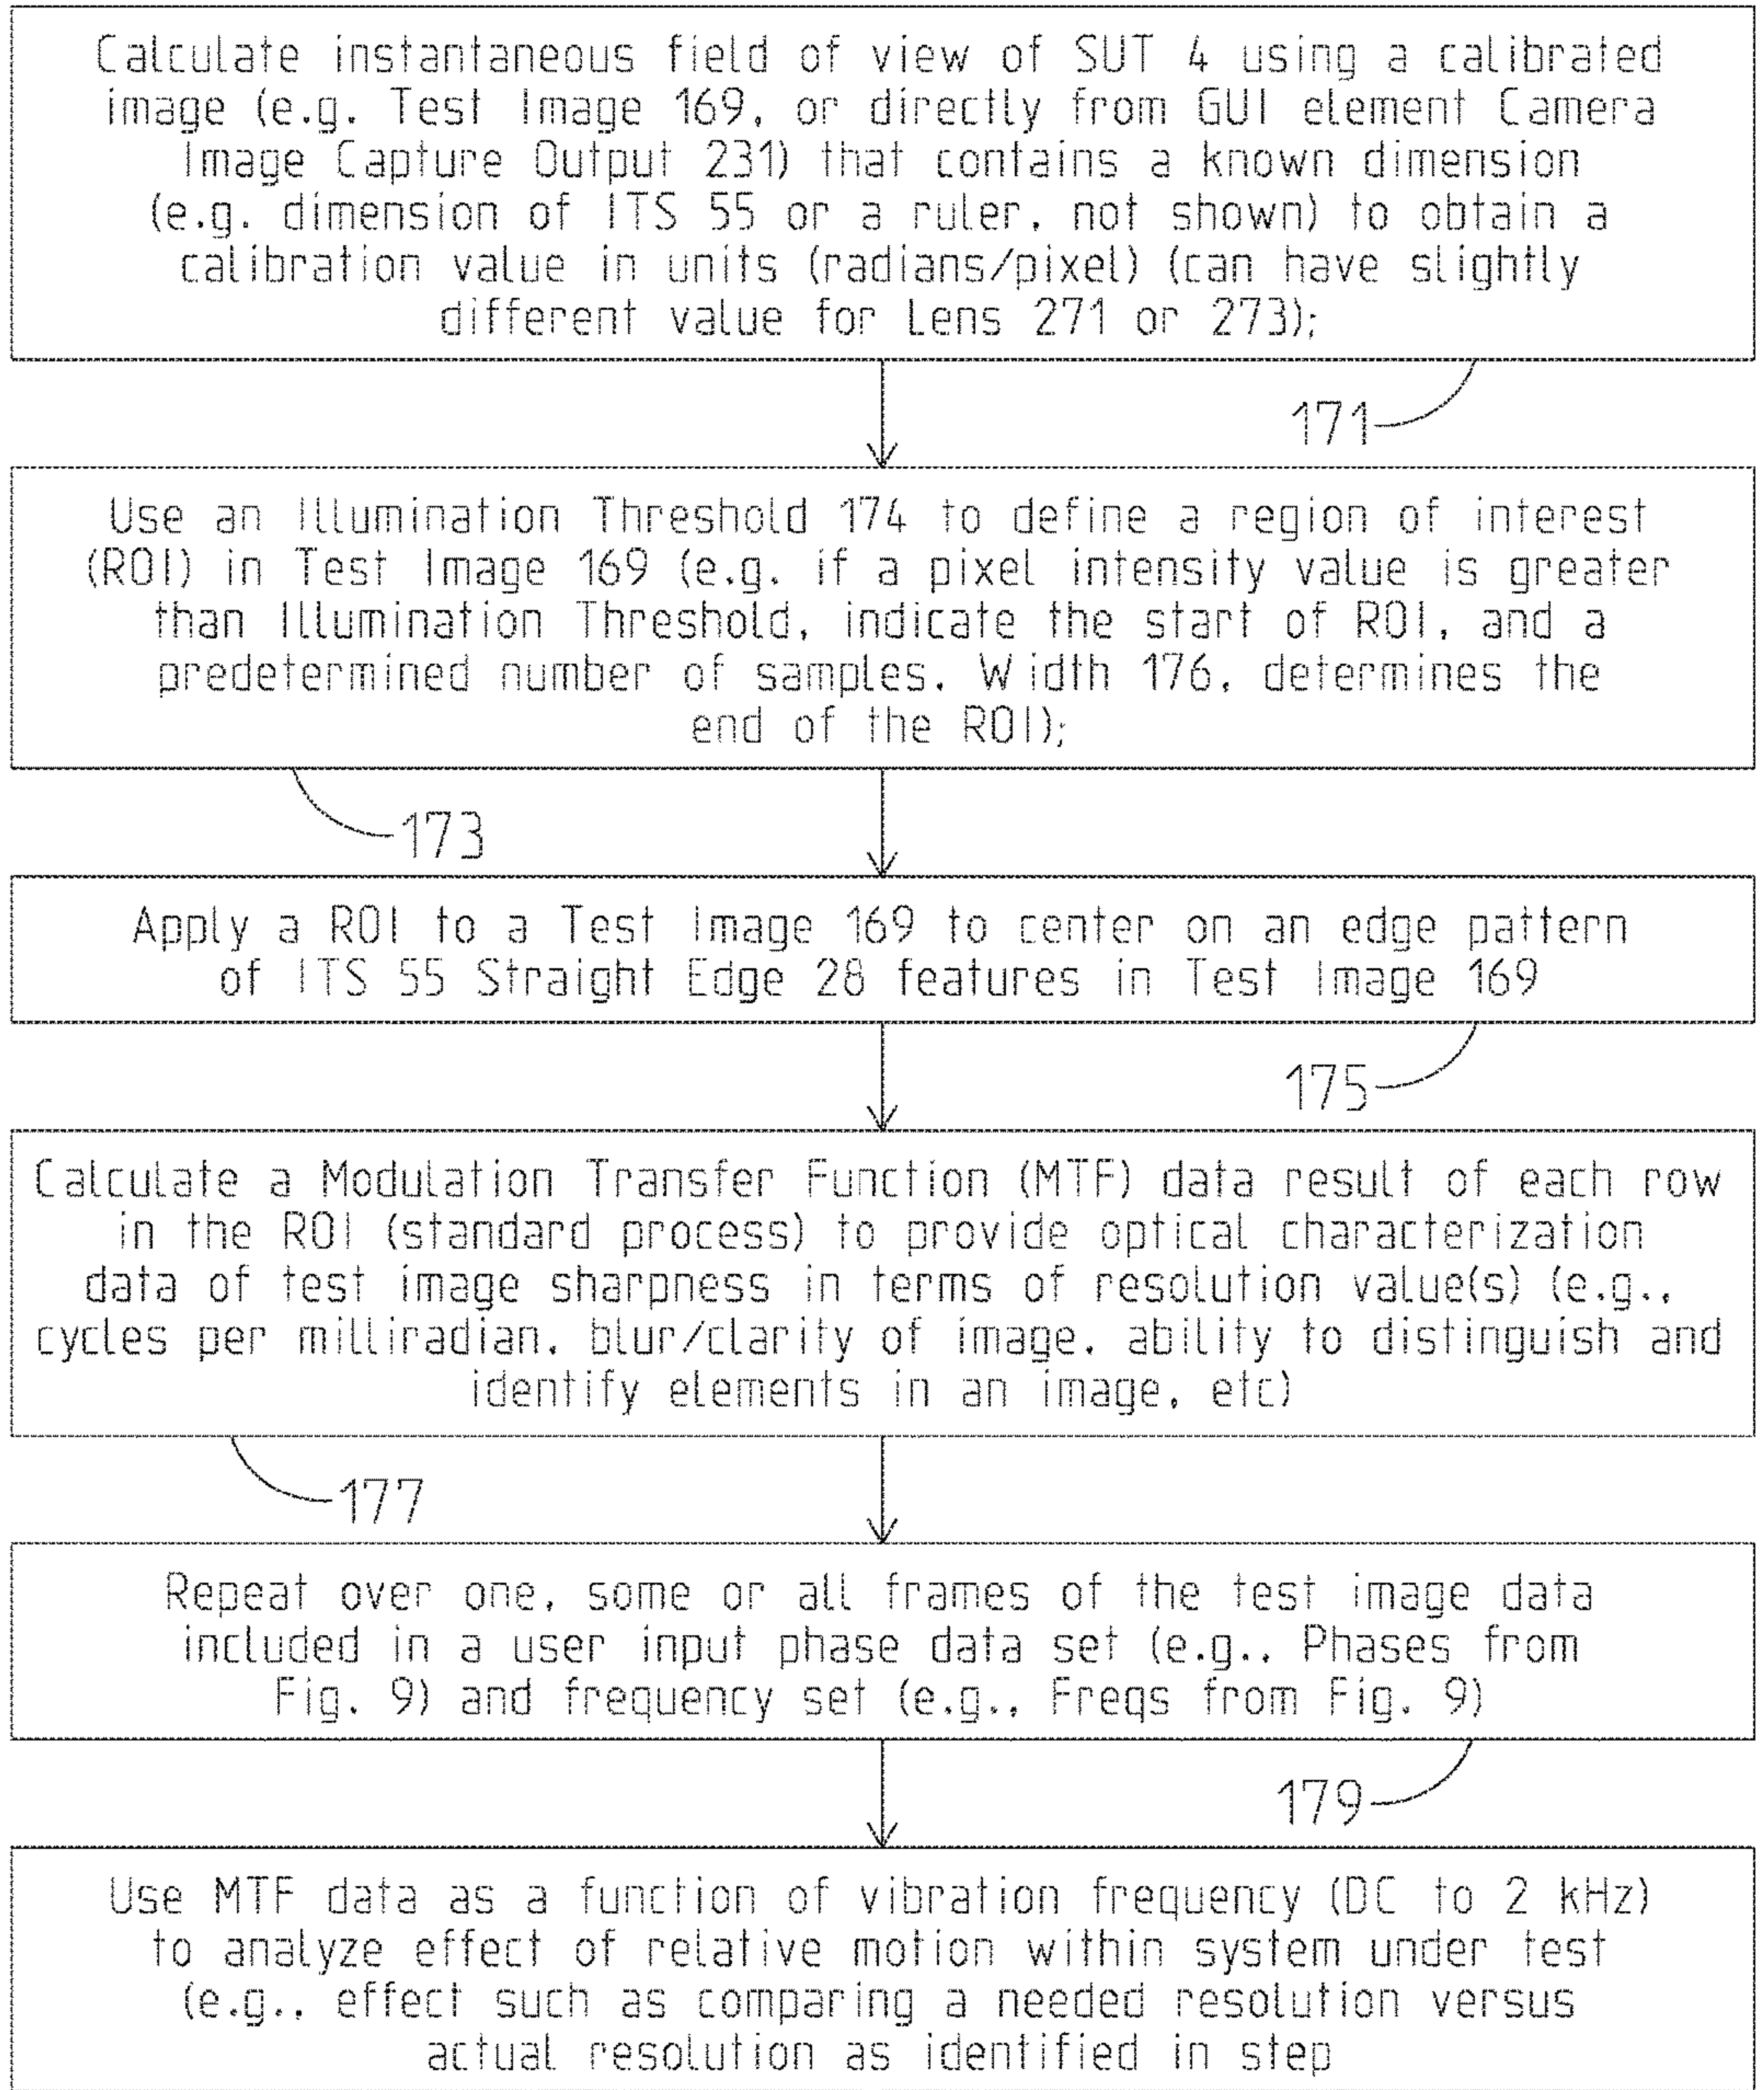 Calculate instantaneous field of view of SUT 4 using a calibrated
image (e.g. Test Image 169, or directly from GUI element Camera
Image Capture Output 231) that contains a known dimension
(e.g. dimension of ITS 55 or a ruler, not shown) to obtain a
calibration value in units (radians/pixel) (can have slightly
different value for Lens 271 or 273);
171
Use an Illumination Threshold 174 to define a region of interest
(ROI) in Test Image 169 (e.g. if a pixel intensity value is greater
than Illumination Threshold, indicate the start of ROI, and a
predetermined number of samples, Width 176, determines the
end of the ROI);
173
Apply a ROI to a Test Image 169 to center on an edge pattern
of ITS 55 Straight Edge 28 features in Test Image 169
175
Calculate a Modulation Transfer Function (MTF) data result of each row
in the ROI (standard process) to provide optical characterization
data of test image sharpness in terms of resolution value(s) (e.g.,
cycles per milliradian, blur/clarity of image, ability to distinguish and
identify elements in an image, etc)
177
Repeat over one, some or all frames of the test image data
included in a user input phase data set (e.g., Phases from
Fig. 9) and frequency set (e.g., Freqs from Fig. 9)
179
Use MTF data as a function of vibration frequency (DC to 2 kHz)
to analyze effect of relative motion within system under test
(e.g., effect such as comparing a needed resolution versus
actual resolution as identified in step